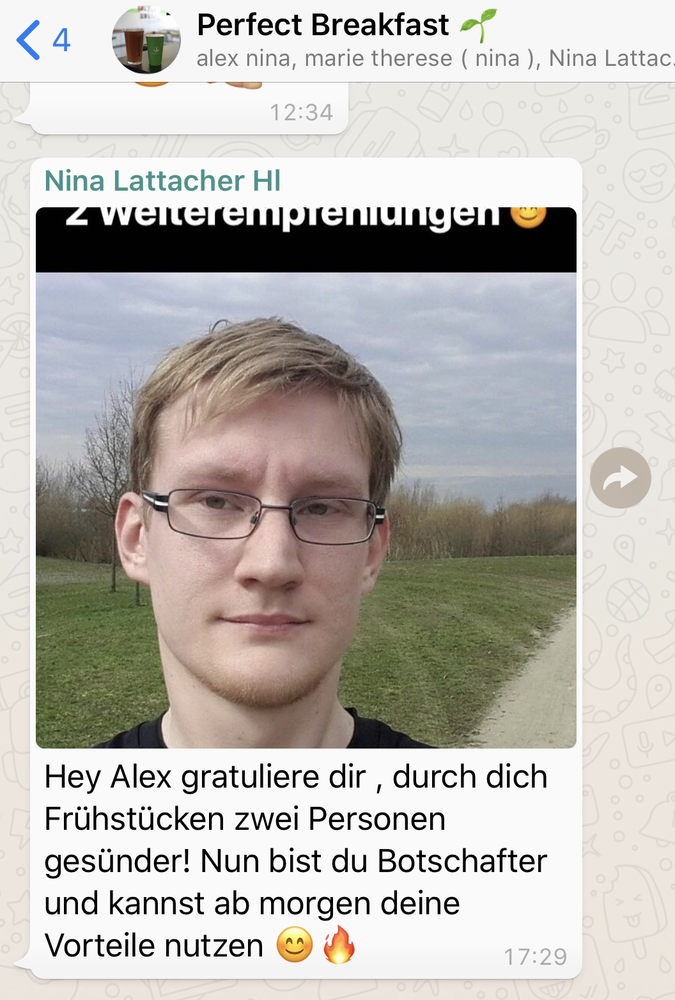 4
Perfect Breakfast 🌱
alex nina, marie therese ( nina ), Nina Lattac...
12:34
Nina Lattacher Hl
2 Weiterempfehlungen 😊
Hey Alex gratuliere dir , durch dich
Frühstücken zwei Personen
gesünder! Nun bist du Botschafter
und kannst ab morgen deine
Vorteile nutzen 😊🔥
17:29